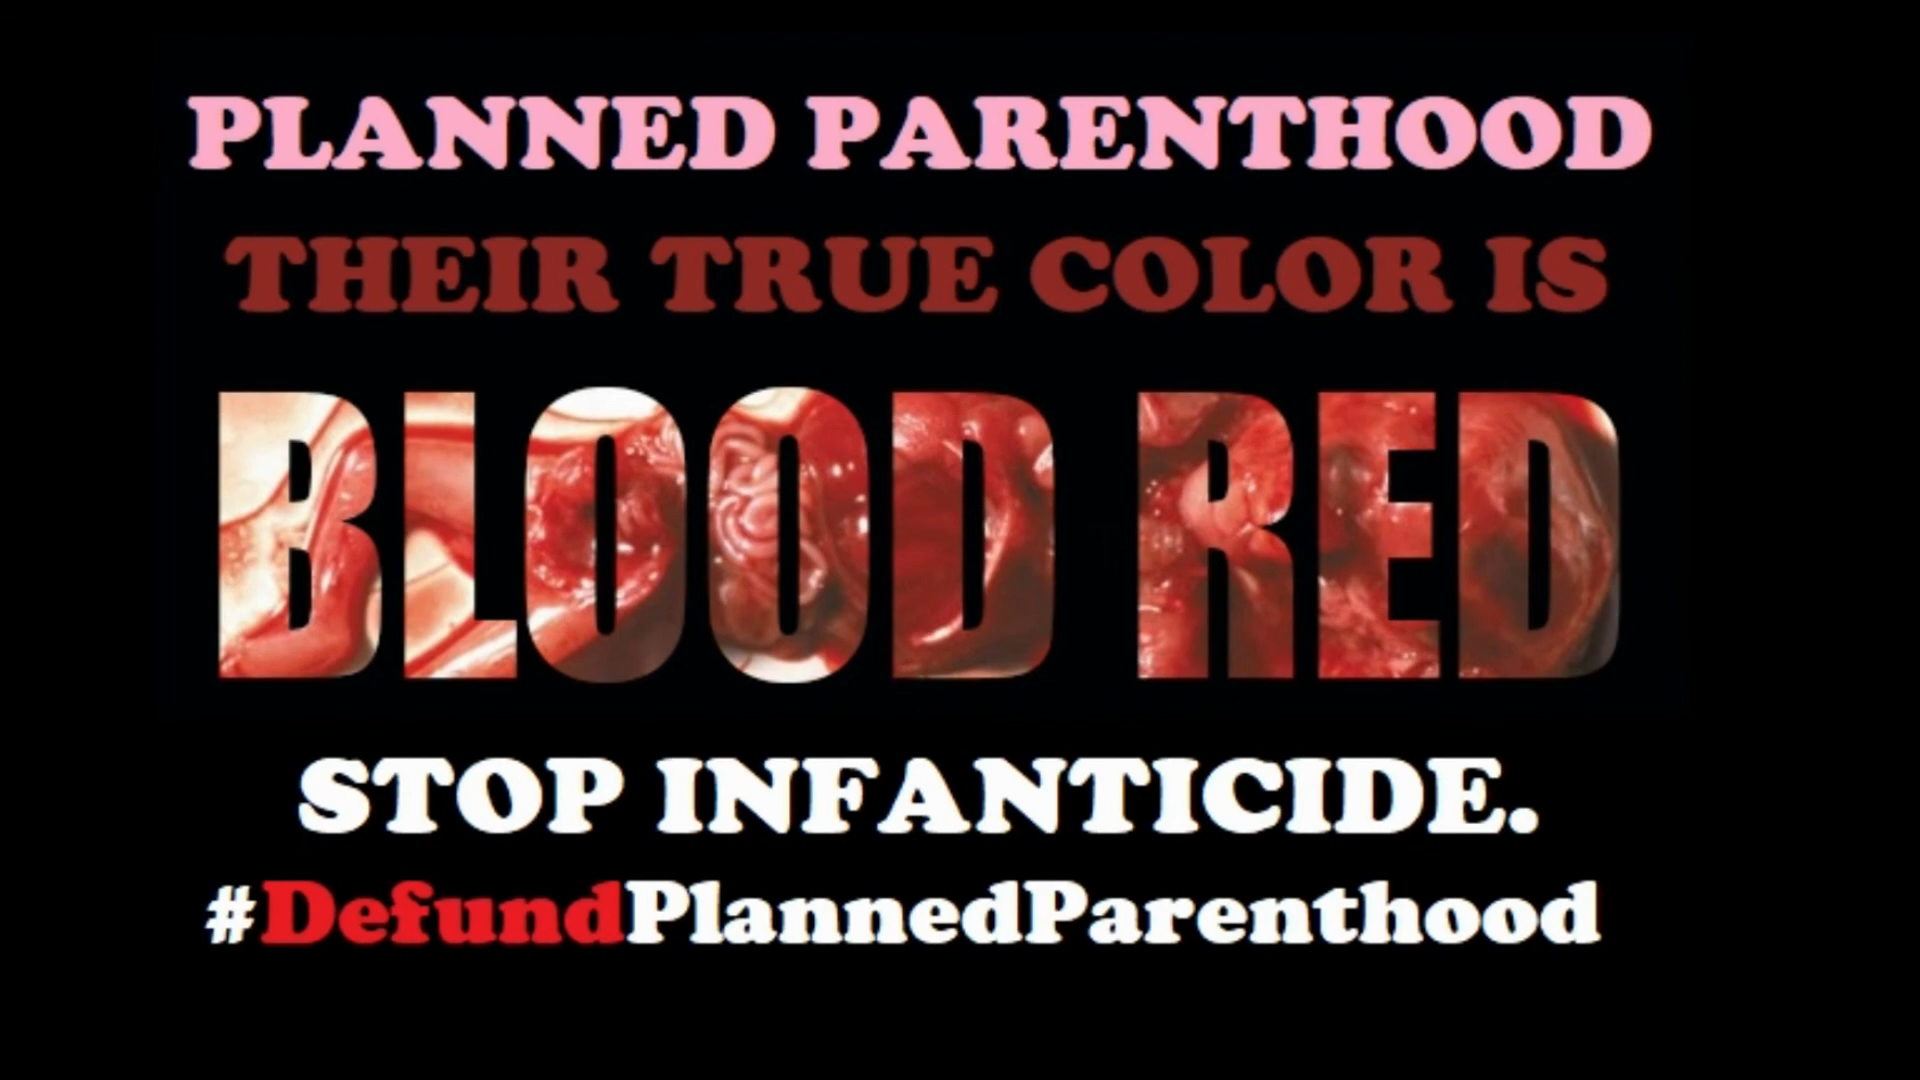 PLANNED PARENTHOOD
THEIR TRUE COLOR IS
BLOOD RED
STOP INFANTICIDE.
#DefundPlannedParenthood